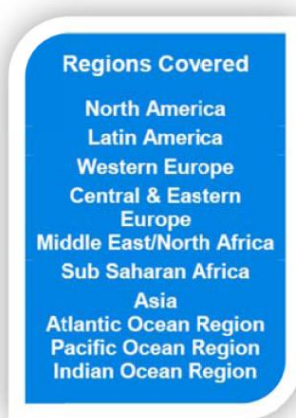 Regions Covered
North America
Latin America
Western Europe
Central & Eastern
Europe
Middle East/North Africa
Sub Saharan Africa
Asia
Atlantic Ocean Region
Pacific Ocean Region
Indian Ocean Region